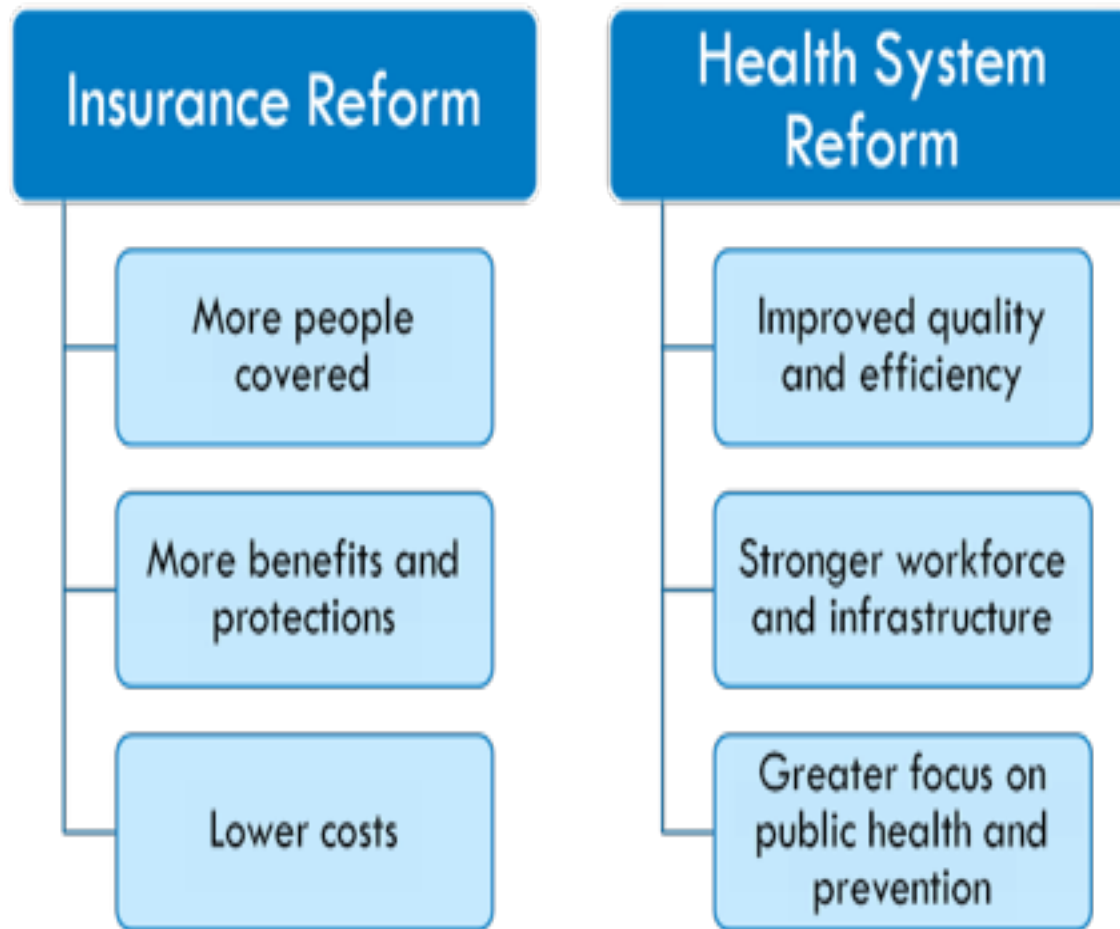 Insurance Reform
More people
covered
More benefits and
protections
Lower costs
Health System
Reform
Improved quality
and efficiency
Stronger workforce
and infrastructure
Greater focus on
public health and
prevention